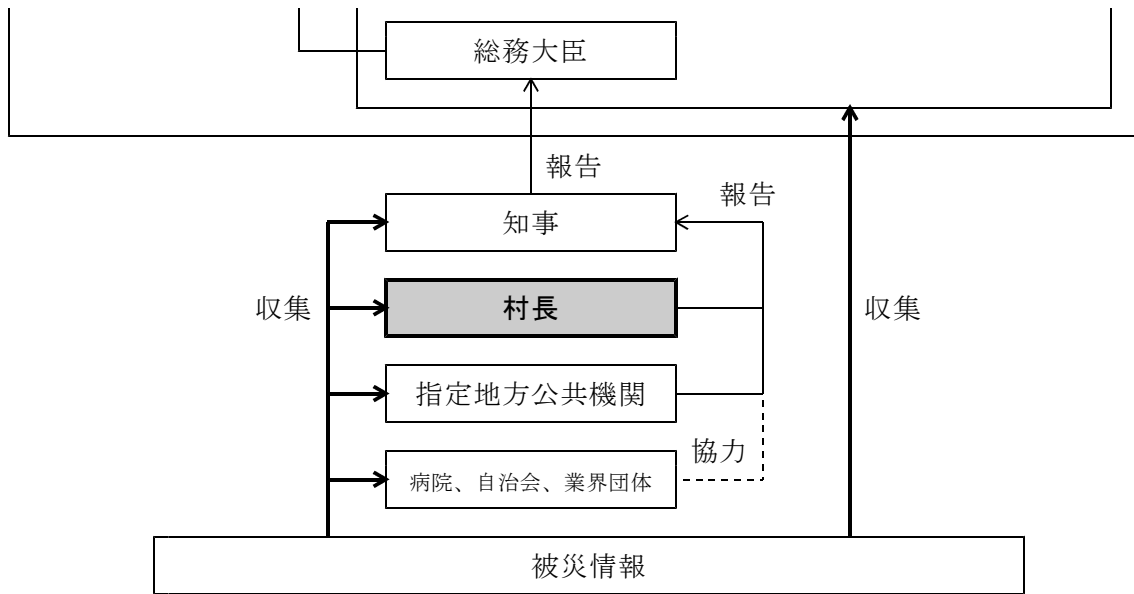 総務大臣
報告
報告
知事
収集
村長
収集
指定地方公共機関
協力
病院、自治会、業界団体
被災情報